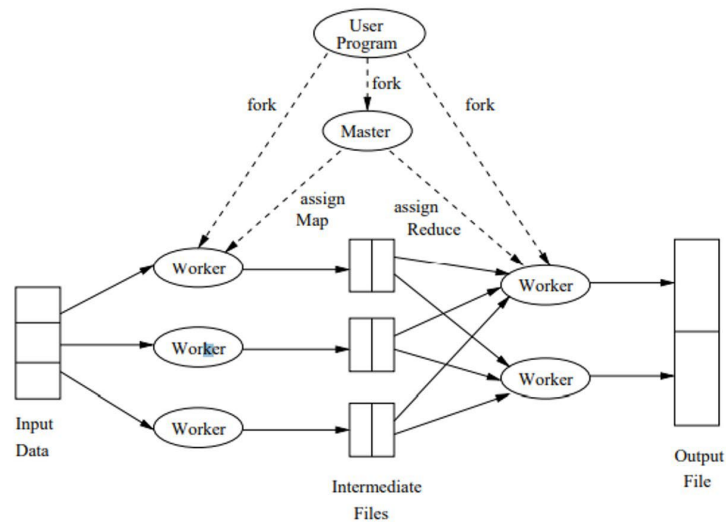 User
Program
fork
fork
fork
Master
assign
Map
assign
Reduce
Worker
Worker
Worker
Worker
Worker
Input
Data
Intermediate
Files
Output
File